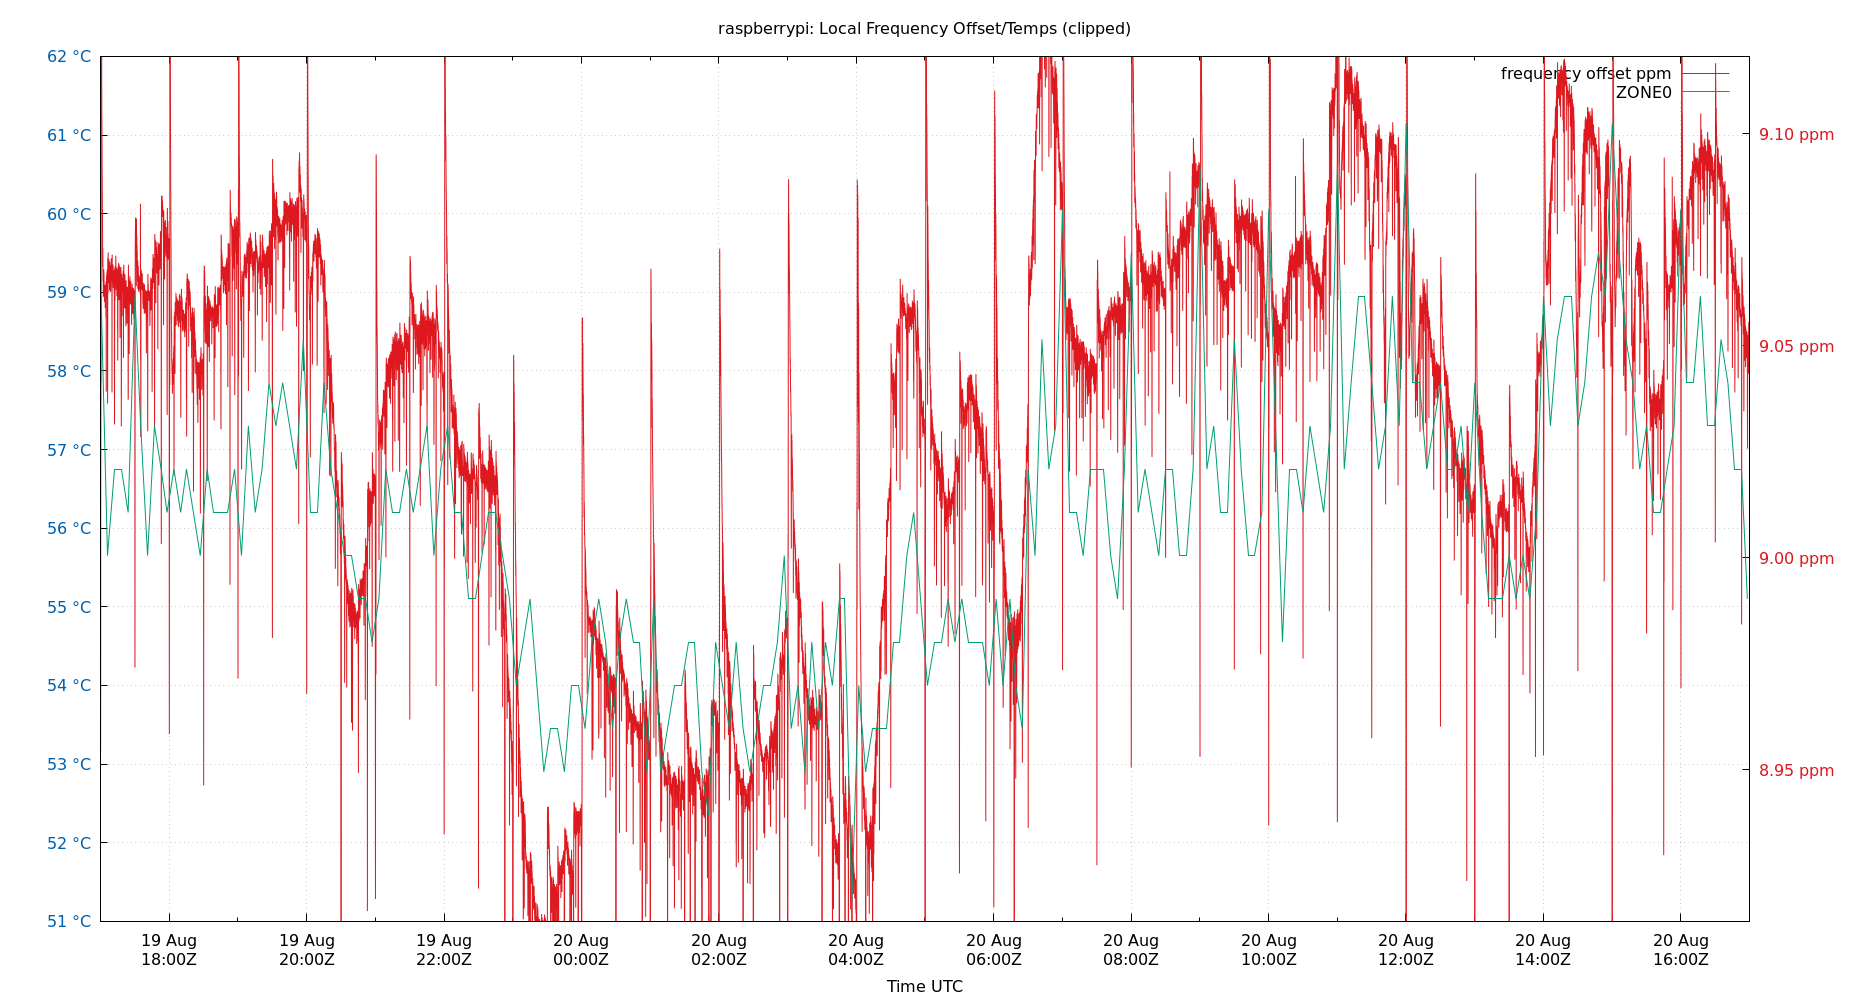 raspberrypi: Local Frequency Offset/Temps (clipped)
62 °C
61 °C
60 °C
59 °C
58 °C
57 °C
56 °C
55 °C
54 °C
53 °C
52 °C
51 °C
frequency offset ppm
ZONE0
9.10 ppm
9.05 ppm
9.00 ppm
8.95 ppm
19 Aug 19 Aug 19 Aug 20 Aug 20 Aug 20 Aug 20 Aug 20 Aug 20 Aug 20 Aug 20 Aug 20 Aug
18:00Z 20:00Z 22:00Z 00:00Z 02:00Z 04:00Z 06:00Z 08:00Z 10:00Z 12:00Z 14:00Z 16:00Z
Time UTC